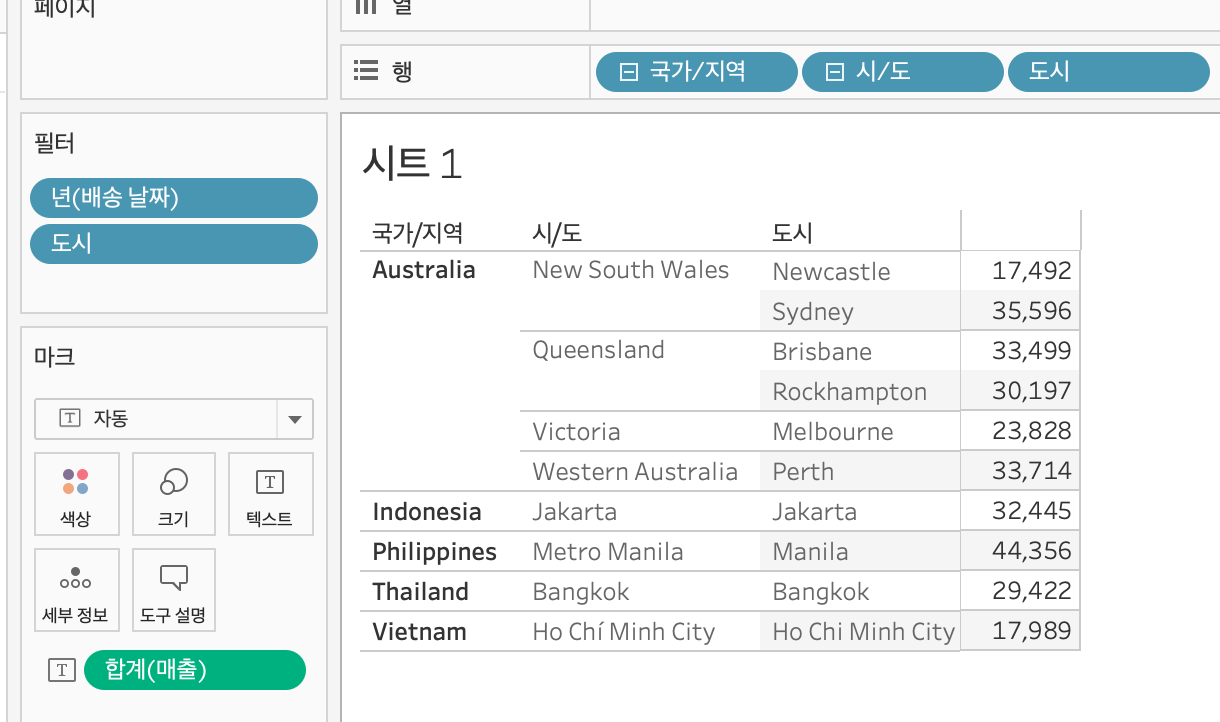 페이지
열
행
국가/지역 시/도 도시
필터
년(배송 날짜)
도시
마크
T 자동
색상 크기 T 텍스트
세부 정보 도구 설명
T 합계(매출)
시트 1
국가/지역 시/도 도시
Australia New South Wales Newcastle 17,492
Sydney 35,596
Queensland Brisbane 33,499
Rockhampton 30,197
Victoria Melbourne 23,828
Western Australia Perth 33,714
Indonesia Jakarta Jakarta 32,445
Philippines Metro Manila Manila 44,356
Thailand Bangkok Bangkok 29,422
Vietnam Ho Chí Minh City Ho Chi Minh City 17,989